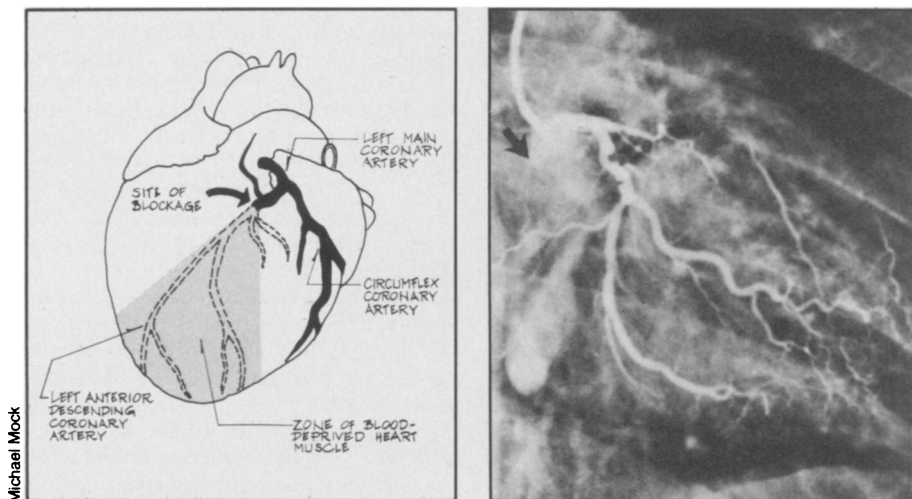 LEFT MAIN
CORONARY
ARTERY
SITE OF
BLOCKAGE
CIRCUMFLEX
CORONARY
ARTERY
LEFT ANTERIOR
DESCENDING
CORONARY
ARTERY
ZONE OF BLOOD-
DEPRIVED HEART
MUSCLE
Michael Mock